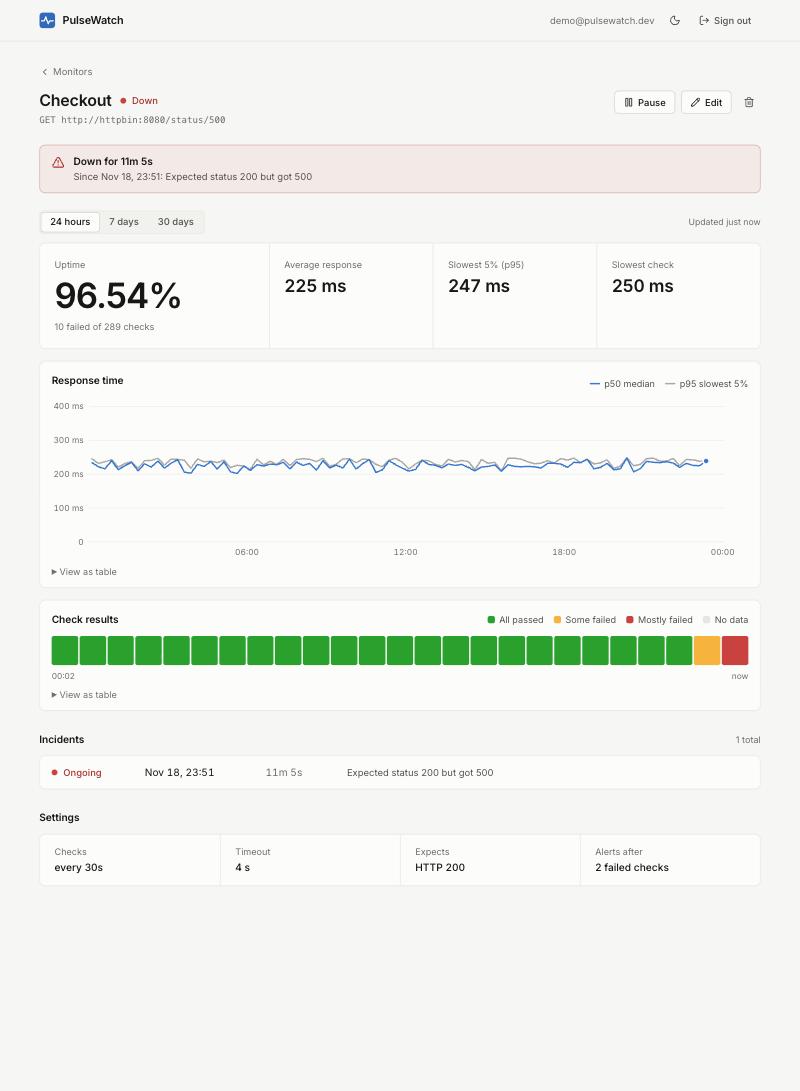 PulseWatch
demo@pulsewatch.dev
Sign out
Monitors
Checkout
Down
Pause
Edit
GET http://httpbin:8080/status/500
Down for 11m 5s
Since Nov 18, 23:51: Expected status 200 but got 500
24 hours
7 days
30 days
Updated just now
Uptime
96.54%
10 failed of 289 checks
Average response
225 ms
Slowest 5% (p95)
247 ms
Slowest check
250 ms
Response time
p50 median
p95 slowest 5%
400 ms
300 ms
200 ms
100 ms
0
06:00
12:00
18:00
00:00
View as table
Check results
All passed
Some failed
Mostly failed
No data
00:02
now
View as table
Incidents
1 total
Ongoing
Nov 18, 23:51
11m 5s
Expected status 200 but got 500
Settings
Checks
every 30s
Timeout
4 s
Expects
HTTP 200
Alerts after
2 failed checks